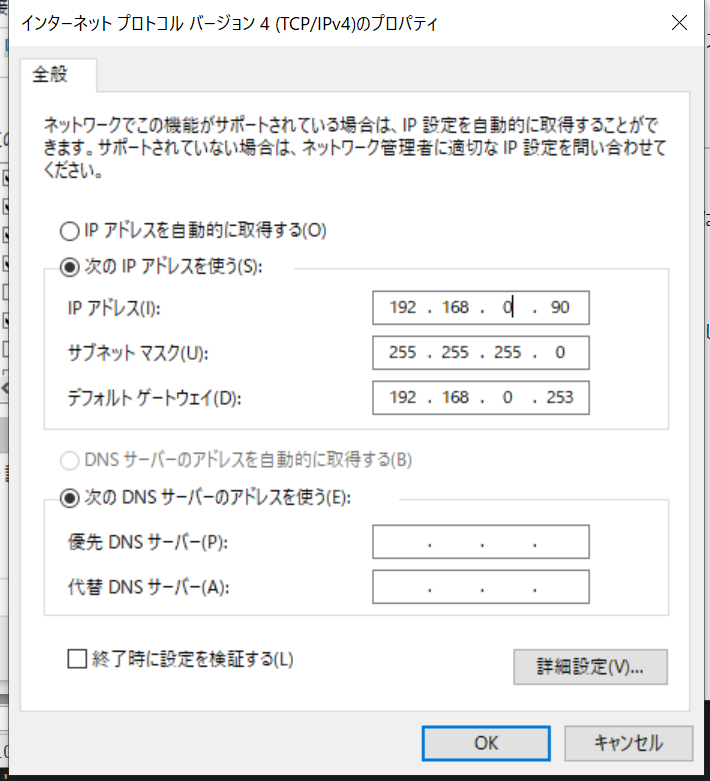 インターネット プロトコル バージョン 4 (TCP/IPv4)のプロパティ
全般
ネットワークでこの機能がサポートされている場合は、IP 設定を自動的に取得することがで
きます。サポートされていない場合は、ネットワーク管理者に適切な IP 設定を問い合わせて
ください。
IP アドレスを自動的に取得する(O)
次の IP アドレスを使う(S):
IP アドレス(I): 192 . 168 . 0 . 90
サブネット マスク(U): 255 . 255 . 255 . 0
デフォルト ゲートウェイ(D): 192 . 168 . 0 . 253
DNS サーバーのアドレスを自動的に取得する(B)
次の DNS サーバーのアドレスを使う(E):
優先 DNS サーバー(P): . . .
代替 DNS サーバー(A): . . .
終了時に設定を検証する(L)
詳細設定(V)...
OK キャンセル